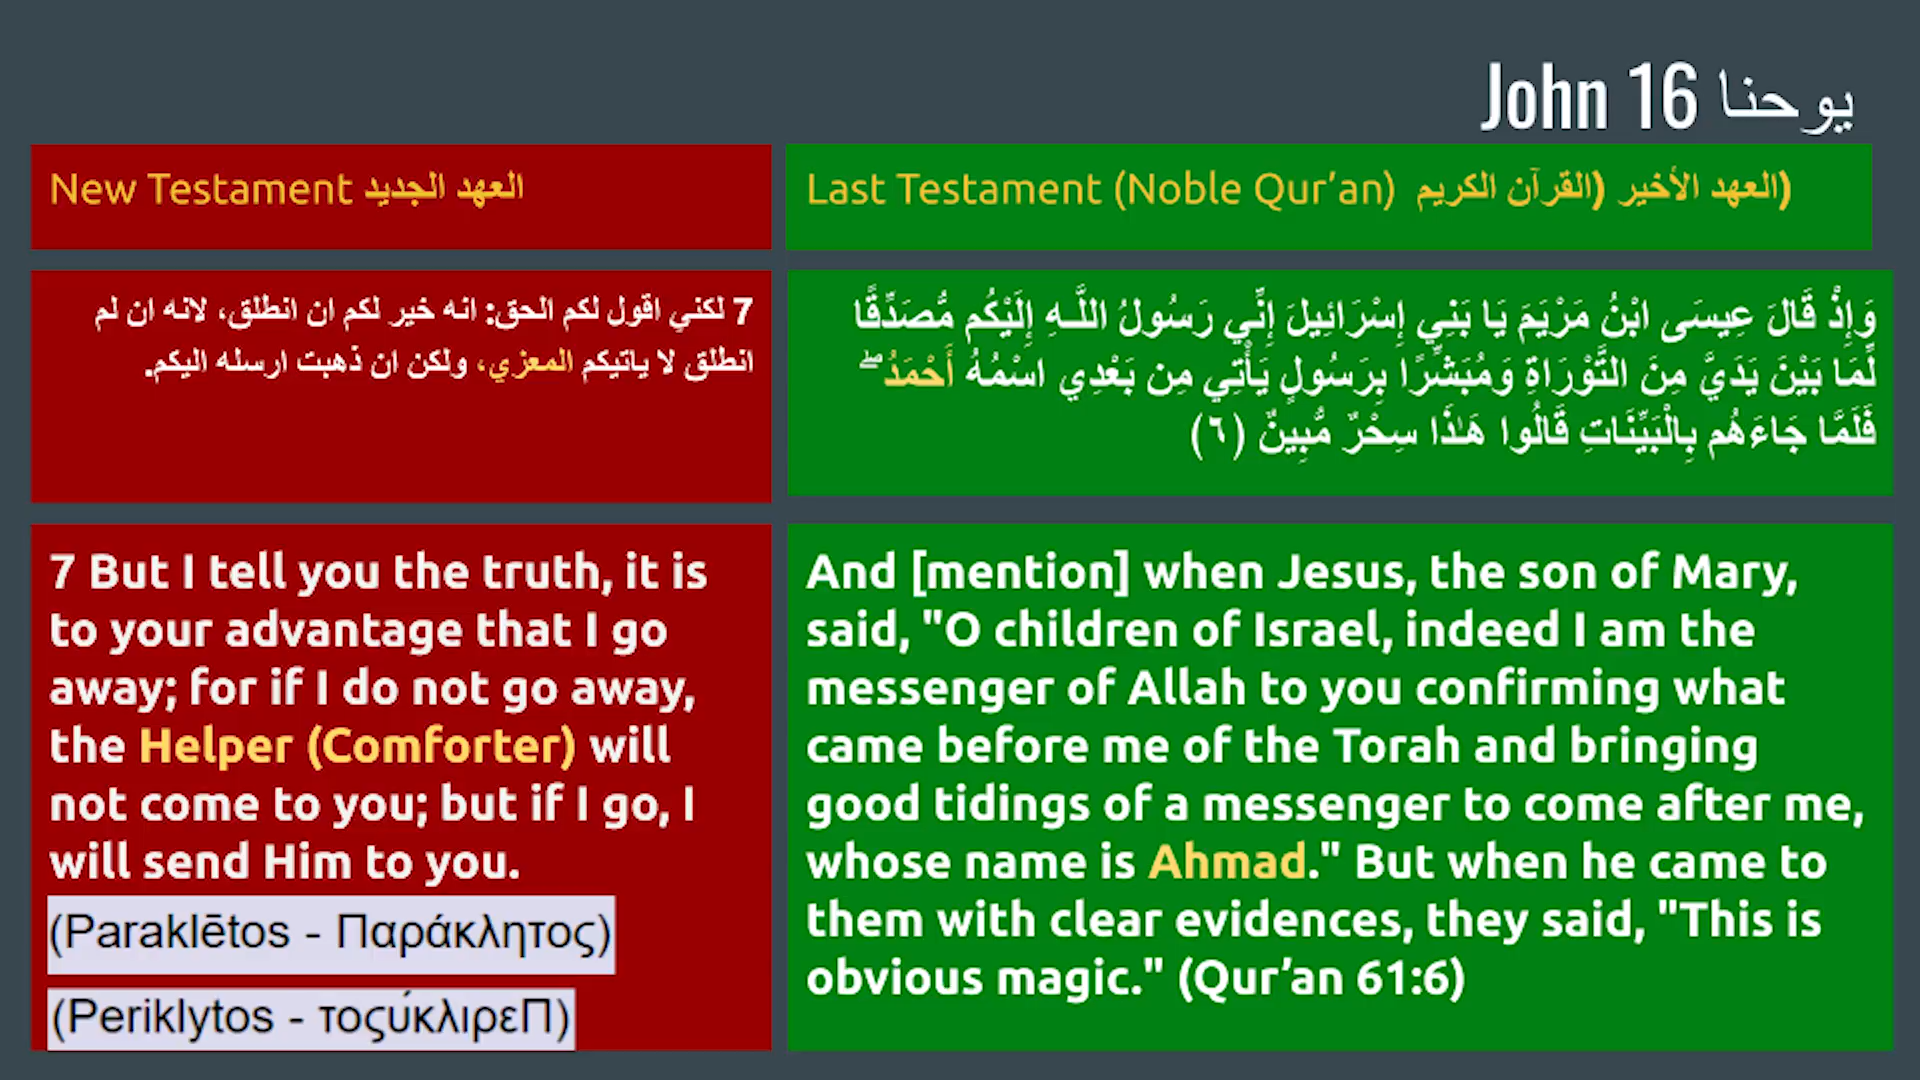 John 16 يوحنا
New Testament العهد الجديد
Last Testament (Noble Qur’an) العهد الأخير (القرآن الكريم)
7 لكني اقول لكم الحق: انه خير لكم ان انطلق، لانه ان لم
انطلق لا ياتيكم المعزي، ولكن ان ذهبت ارسله اليكم.
وَإِذْ قَالَ عِيسَى ابْنُ مَرْيَمَ يَا بَنِي إِسْرَائِيلَ إِنِّي رَسُولُ اللَّـهِ إِلَيْكُم مُّصَدِّقًا
لِّمَا بَيْنَ يَدَيَّ مِنَ التَّوْرَاةِ وَمُبَشِّرًا بِرَسُولٍ يَأْتِي مِن بَعْدِي اسْمُهُ أَحْمَدُ ۖ
فَلَمَّا جَاءَهُم بِالْبَيِّنَاتِ قَالُوا هَـٰذَا سِحْرٌ مُّبِينٌ (٦)
7 But I tell you the truth, it is
to your advantage that I go
away; for if I do not go away,
the Helper (Comforter) will
not come to you; but if I go, I
will send Him to you.
(Paraklētos - Παράκλητος)
(Periklytos - τοςύκλιρεΠ)
And [mention] when Jesus, the son of Mary,
said, "O children of Israel, indeed I am the
messenger of Allah to you confirming what
came before me of the Torah and bringing
good tidings of a messenger to come after me,
whose name is Ahmad." But when he came to
them with clear evidences, they said, "This is
obvious magic." (Qur’an 61:6)